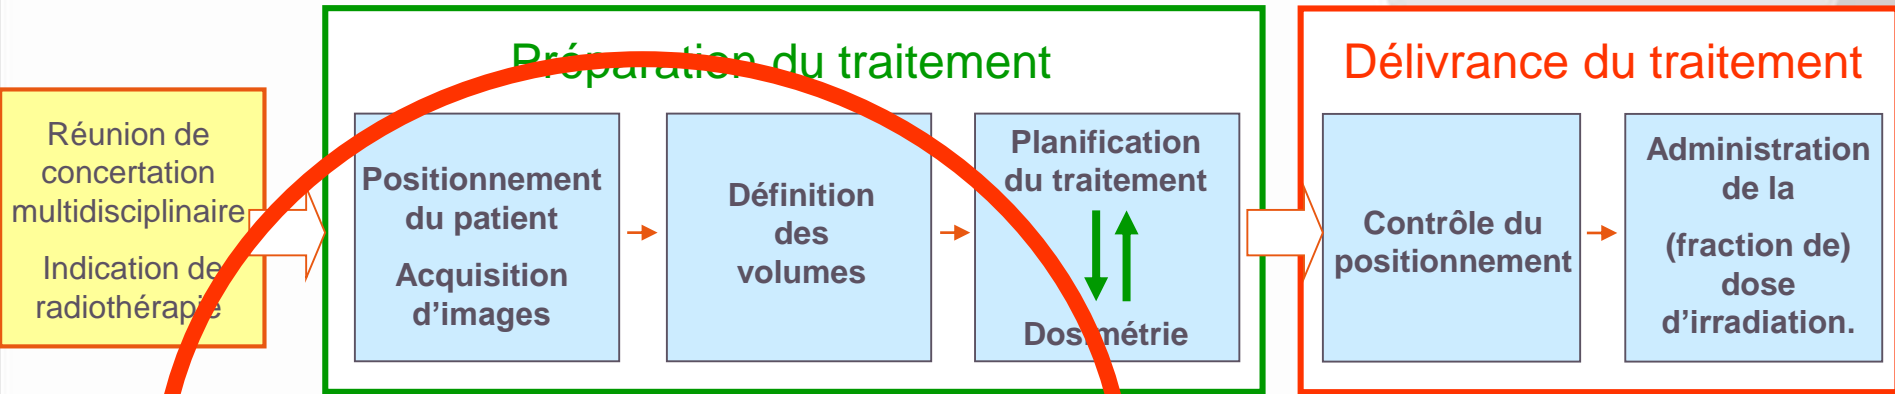 Préparation du traitement
Délivrance du traitement
Réunion de
concertation
multidisciplinaire
Indication de
radiothérapie
Positionnement
du patient
Acquisition
d’images
Définition
des
volumes
Planification
du traitement
Dosimétrie
Contrôle du
positionnement
Administration
de la
(fraction de)
dose
d’irradiation.